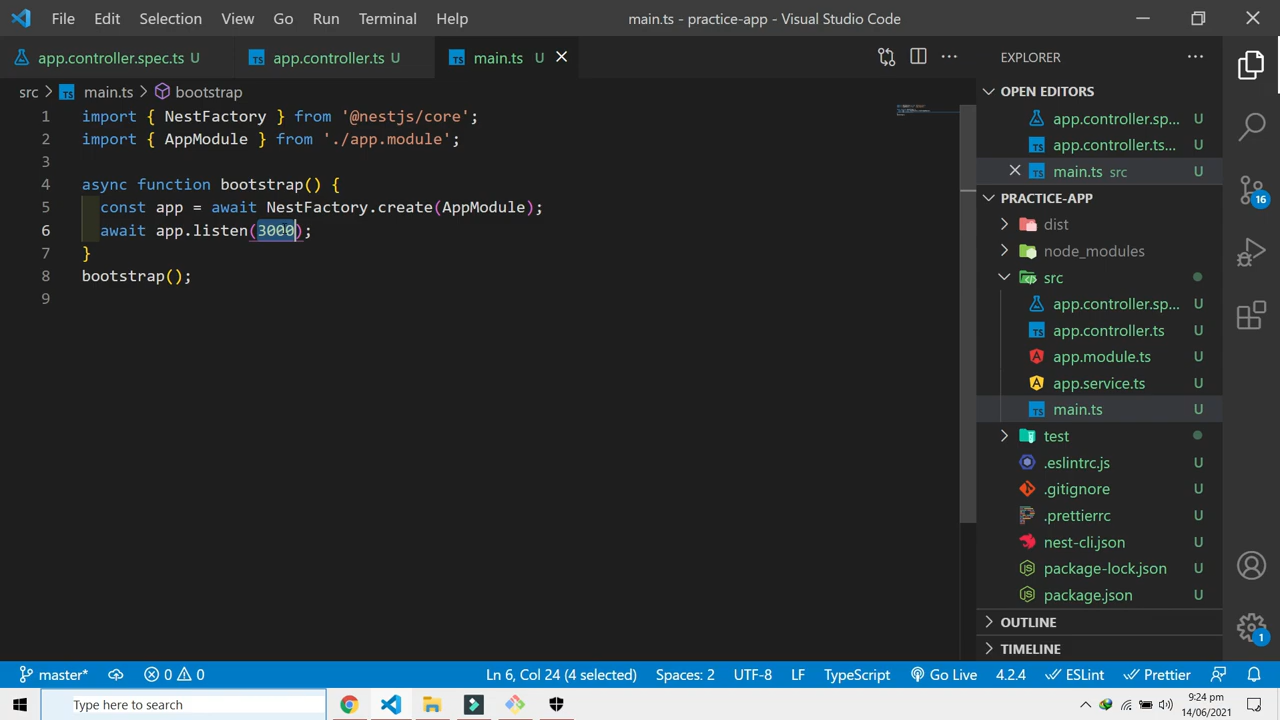 File Edit Selection View Go Run Terminal Help main.ts - practice-app - Visual Studio Code
app.controller.spec.ts U app.controller.ts U main.ts U
src > main.ts > bootstrap
1 import { NestFactory } from '@nestjs/core';
2 import { AppModule } from './app.module';
3
4 async function bootstrap() {
5 const app = await NestFactory.create(AppModule);
6 await app.listen(3000);
7 }
8 bootstrap();
9
EXPLORER
OPEN EDITORS
app.controller.sp...
app.controller.ts...
main.ts src
PRACTICE-APP
dist
node_modules
src
app.controller.sp... U
app.controller.ts U
app.module.ts U
app.service.ts U
main.ts U
test
.eslintrc.js U
.gitignore U
.prettierrc U
nest-cli.json U
package-lock.json U
package.json U
OUTLINE
TIMELINE
16
1
master* 0 0 Ln 6, Col 24 (4 selected) Spaces: 2 UTF-8 LF TypeScript Go Live 4.2.4 ESLint Prettier
Type here to search
9:24 pm
14/06/2021